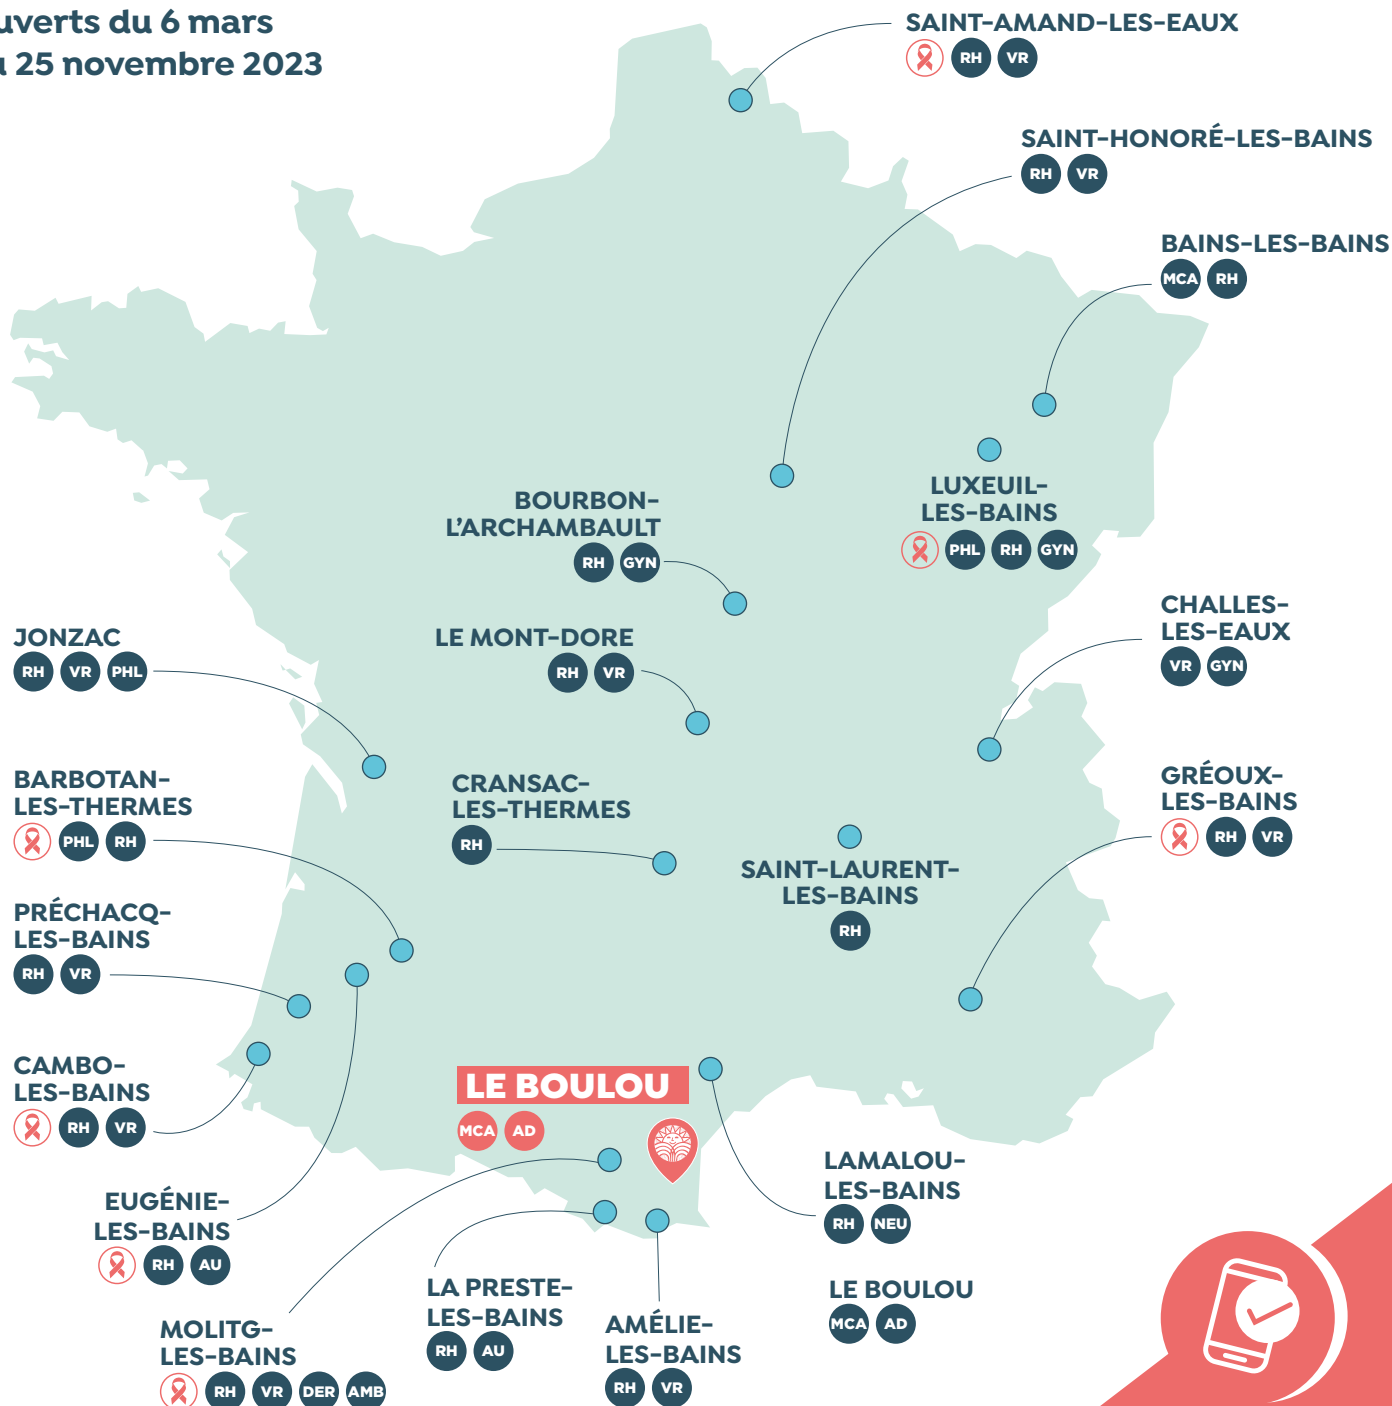 uverts du 6 mars
u 25 novembre 2023
SAINT-AMAND-LES-EAUX
RH VR
SAINT-HONORÉ-LES-BAINS
RH VR
BAINS-LES-BAINS
MCA RH
LUXEUIL-
LES-BAINS
PHL RH GYN
BOURBON-
L'ARCHAMBAULT
RH GYN
CHALLES-
LES-EAUX
VR GYN
JONZAC
RH VR PHL
LE MONT-DORE
RH VR
BARBOTAN-
LES-THERMES
PHL RH
CRANSAC-
LES-THERMES
RH
GRÉOUX-
LES-BAINS
RH VR
SAINT-LAURENT-
LES-BAINS
RH
PRÉCHACQ-
LES-BAINS
RH VR
CAMBO-
LES-BAINS
RH VR
LE BOULOU
MCA AD
EUGÉNIE-
LES-BAINS
RH AU
LAMALOU-
LES-BAINS
RH NEU
LA PRESTE-
LES-BAINS
RH AU
LE BOULOU
MCA AD
MOLITG-
LES-BAINS
RH VR DER AMB
AMÉLIE-
LES-BAINS
RH VR